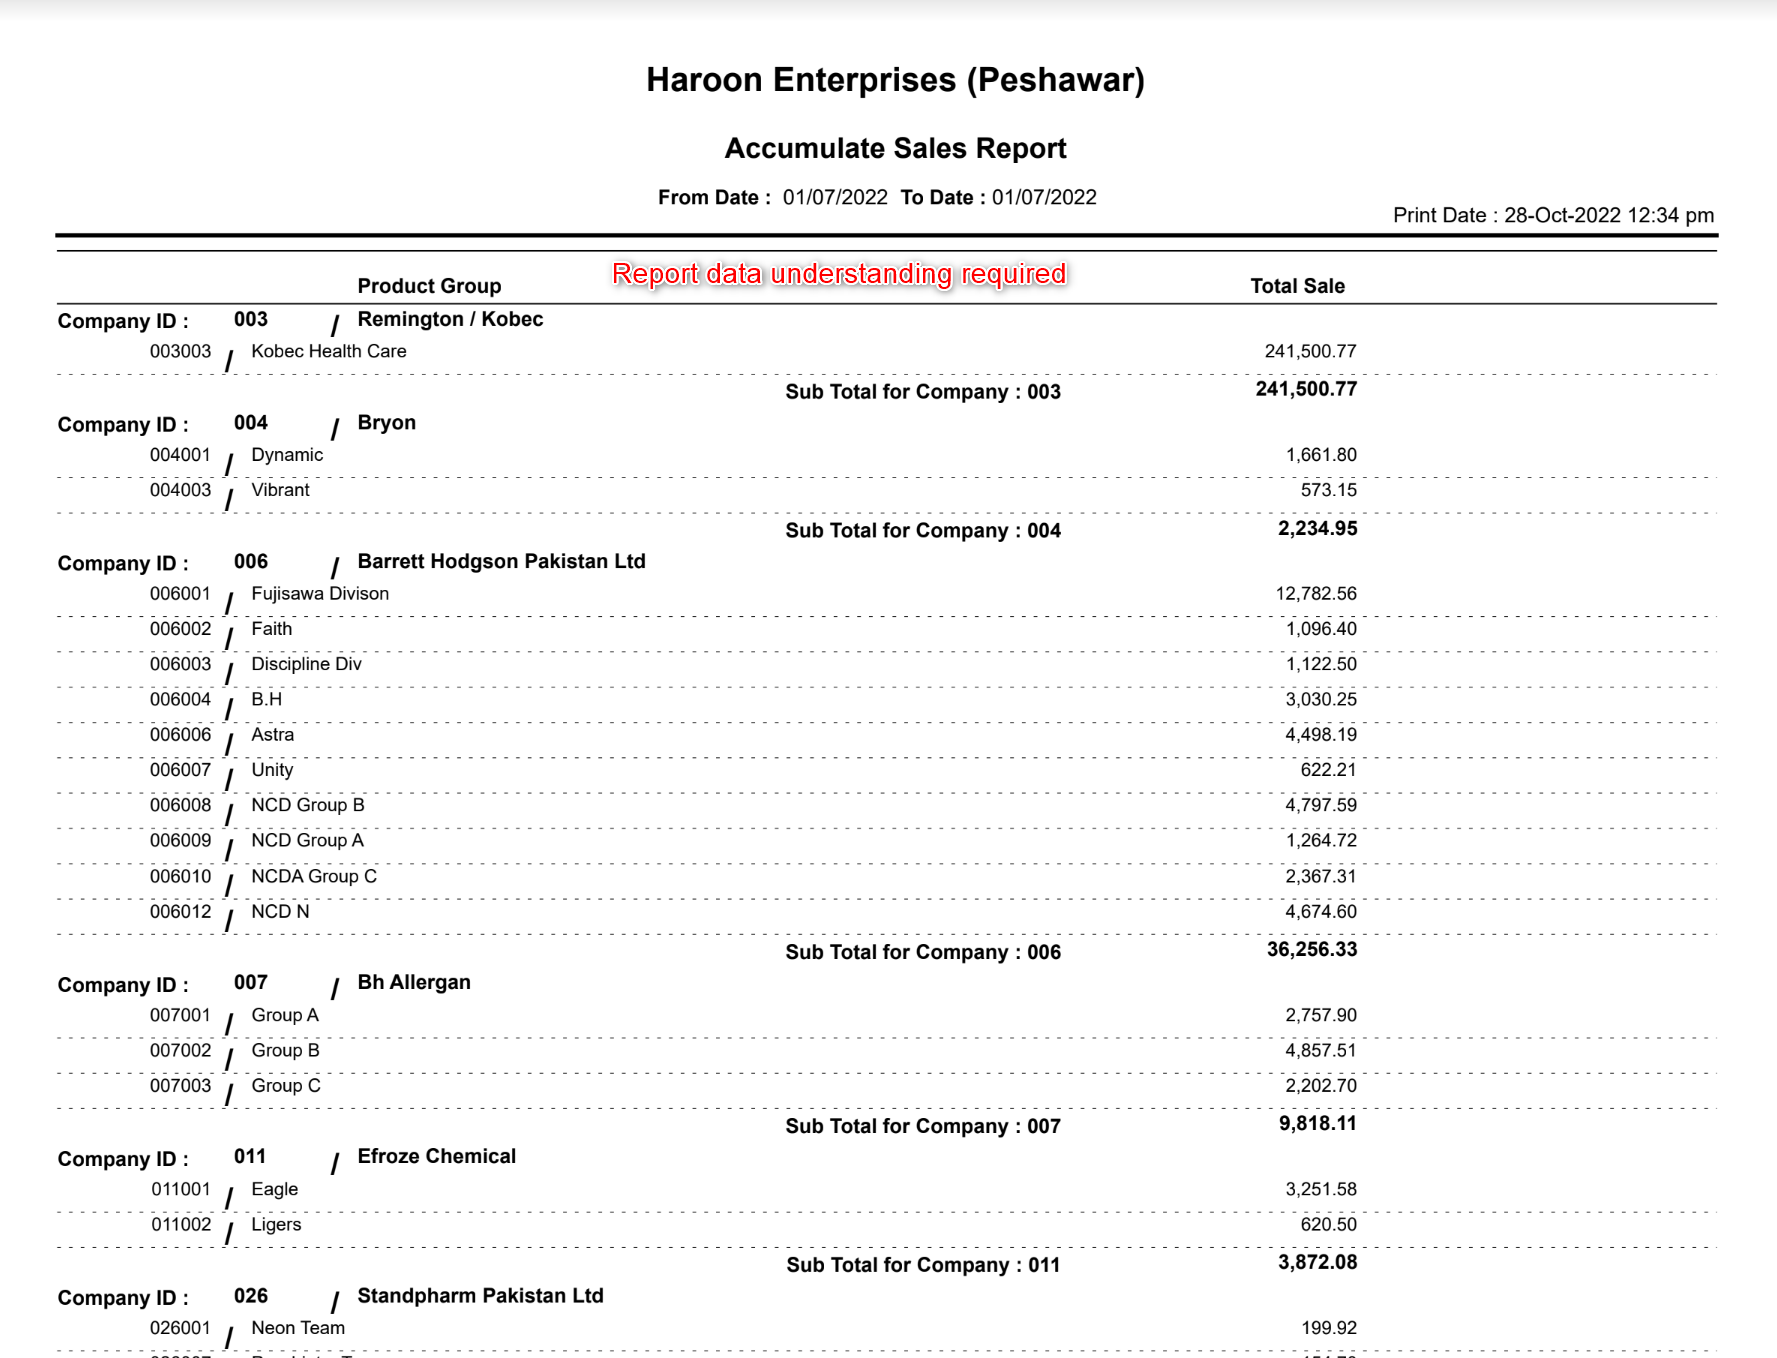 Haroon Enterprises (Peshawar)
Accumulate Sales Report
From Date : 01/07/2022 To Date : 01/07/2022
Print Date : 28-Oct-2022 12:34 pm
Report data understanding required
Product Group Total Sale
Company ID : 003 / Remington / Kobec
003003 / Kobec Health Care 241,500.77
Sub Total for Company : 003 241,500.77
Company ID : 004 / Bryon
004001 / Dynamic 1,661.80
004003 / Vibrant 573.15
Sub Total for Company : 004 2,234.95
Company ID : 006 / Barrett Hodgson Pakistan Ltd
006001 / Fujisawa Divison 12,782.56
006002 / Faith 1,096.40
006003 / Discipline Div 1,122.50
006004 / B.H 3,030.25
006006 / Astra 4,498.19
006007 / Unity 622.21
006008 / NCD Group B 4,797.59
006009 / NCD Group A 1,264.72
006010 / NCDA Group C 2,367.31
006012 / NCD N 4,674.60
Sub Total for Company : 006 36,256.33
Company ID : 007 / Bh Allergan
007001 / Group A 2,757.90
007002 / Group B 4,857.51
007003 / Group C 2,202.70
Sub Total for Company : 007 9,818.11
Company ID : 011 / Efroze Chemical
011001 / Eagle 3,251.58
011002 / Ligers 620.50
Sub Total for Company : 011 3,872.08
Company ID : 026 / Standpharm Pakistan Ltd
026001 / Neon Team 199.92